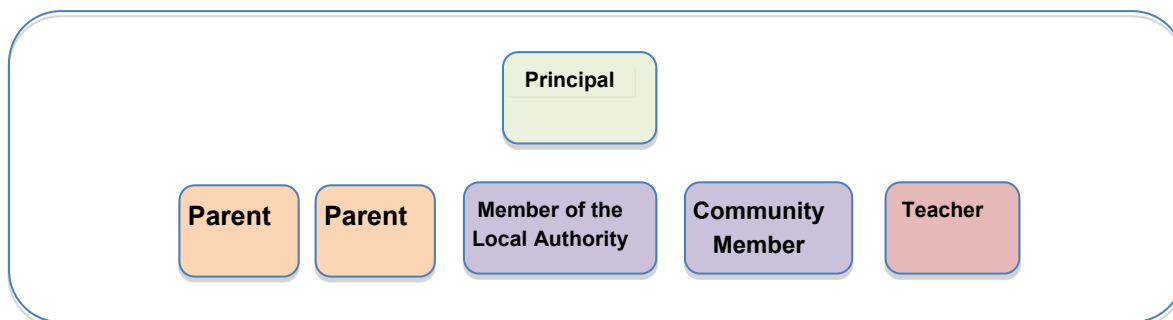 Principal
Parent
Parent
Member of the
Local Authority
Community
Member
Teacher